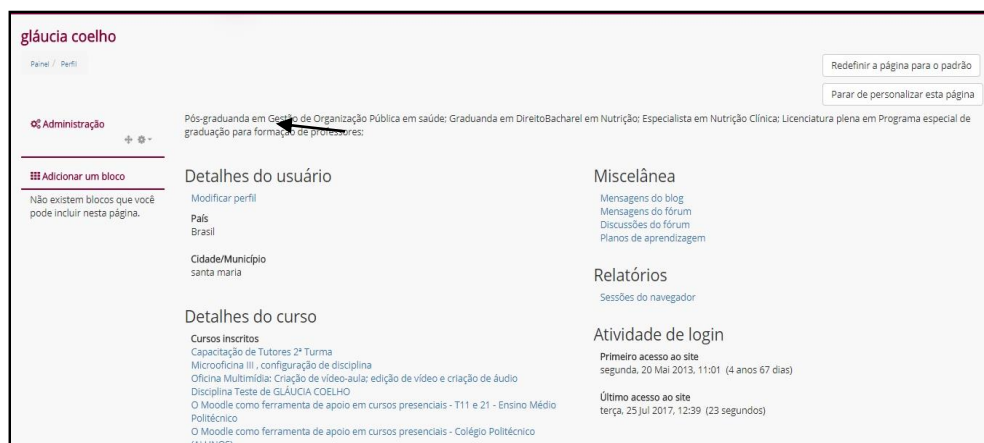 gláucia coelho
Painel / Perfil
Redefinir a página para o padrão
Parar de personalizar esta página
Administração
Adicionar um bloco
Não existem blocos que você
pode incluir nesta página.
Pós-graduanda em Gestão de Organização Pública em saúde; Graduanda em DireitoBacharel em Nutrição; Especialista em Nutrição Clínica; Licenciatura plena em Programa especial de
graduação para formação de professores;
Detalhes do usuário
Modificar perfil
País
Brasil
Cidade/Município
santa maria
Detalhes do curso
Cursos inscritos
Capacitação de Tutores 2ª Turma
Microoficina III , configuração de disciplina
Oficina Multimídia: Criação de vídeo-aula; edição de vídeo e criação de áudio
Disciplina Teste de GLÁUCIA COELHO
O Moodle como ferramenta de apoio em cursos presenciais - T11 e 21 - Ensino Médio
Politécnico
O Moodle como ferramenta de apoio em cursos presenciais - Colégio Politécnico
Miscelânea
Mensagens do blog
Mensagens do fórum
Discussões do fórum
Planos de aprendizagem
Relatórios
Sessões do navegador
Atividade de login
Primeiro acesso ao site
segunda, 20 Mai 2013, 11:01 (4 anos 67 dias)
Último acesso ao site
terça, 25 Jul 2017, 12:39 (23 segundos)